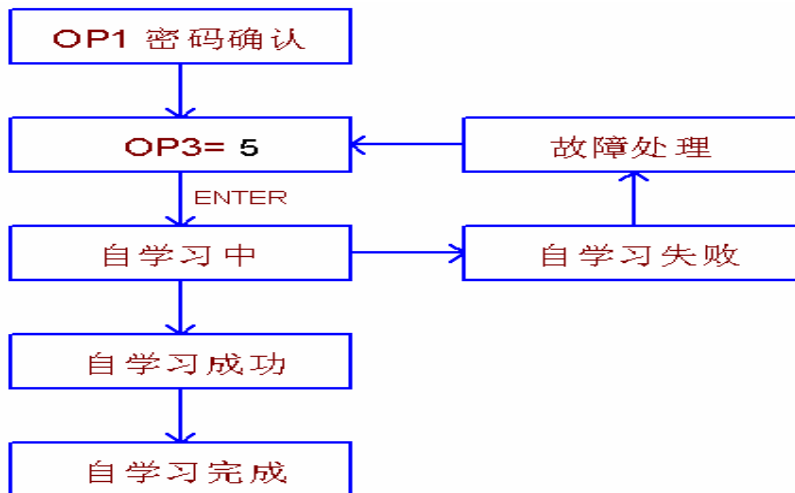 OP1 密码确认
OP3= 5
故障处理
ENTER
自学习中
自学习失败
自学习成功
自学习完成